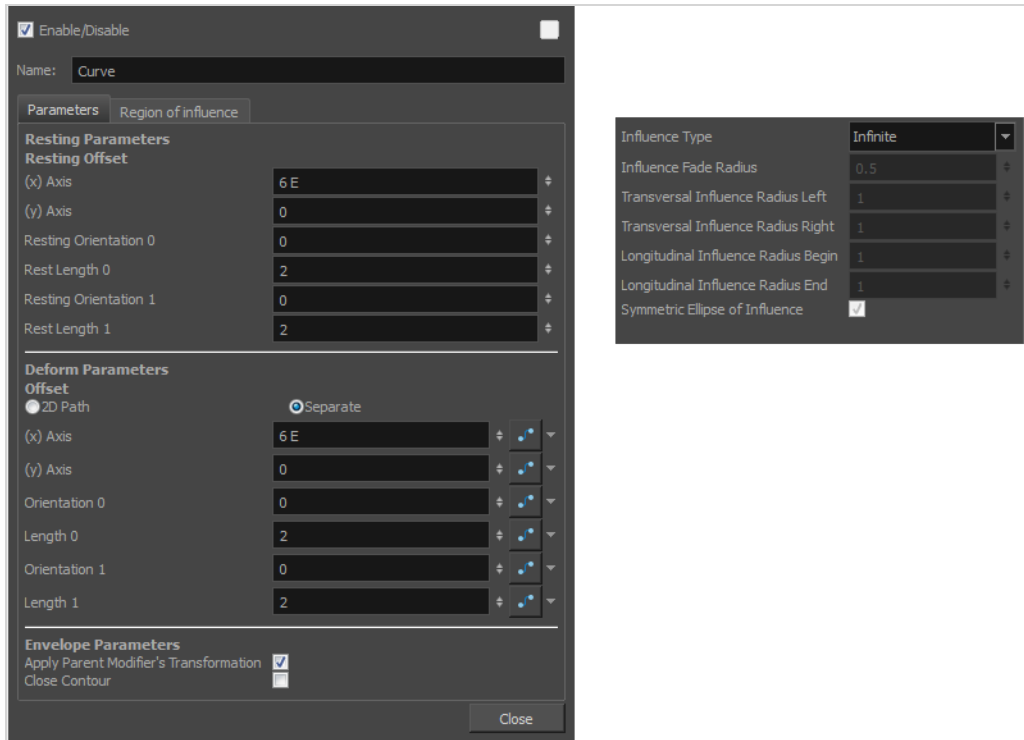 Enable/Disable
Name: Curve
Parameters Region of influence
Resting Parameters
Resting Offset
(x) Axis 6 E
(y) Axis 0
Resting Orientation 0 0
Rest Length 0 2
Resting Orientation 1 0
Rest Length 1 2
Deform Parameters
Offset
2D Path Separate
(x) Axis 6 E
(y) Axis 0
Orientation 0 0
Length 0 2
Orientation 1 0
Length 1 2
Envelope Parameters
Apply Parent Modifier's Transformation
Close Contour
Close
Influence Type Infinite
Influence Fade Radius 0.5
Transversal Influence Radius Left 1
Transversal Influence Radius Right 1
Longitudinal Influence Radius Begin 1
Longitudinal Influence Radius End 1
Symmetric Ellipse of Influence